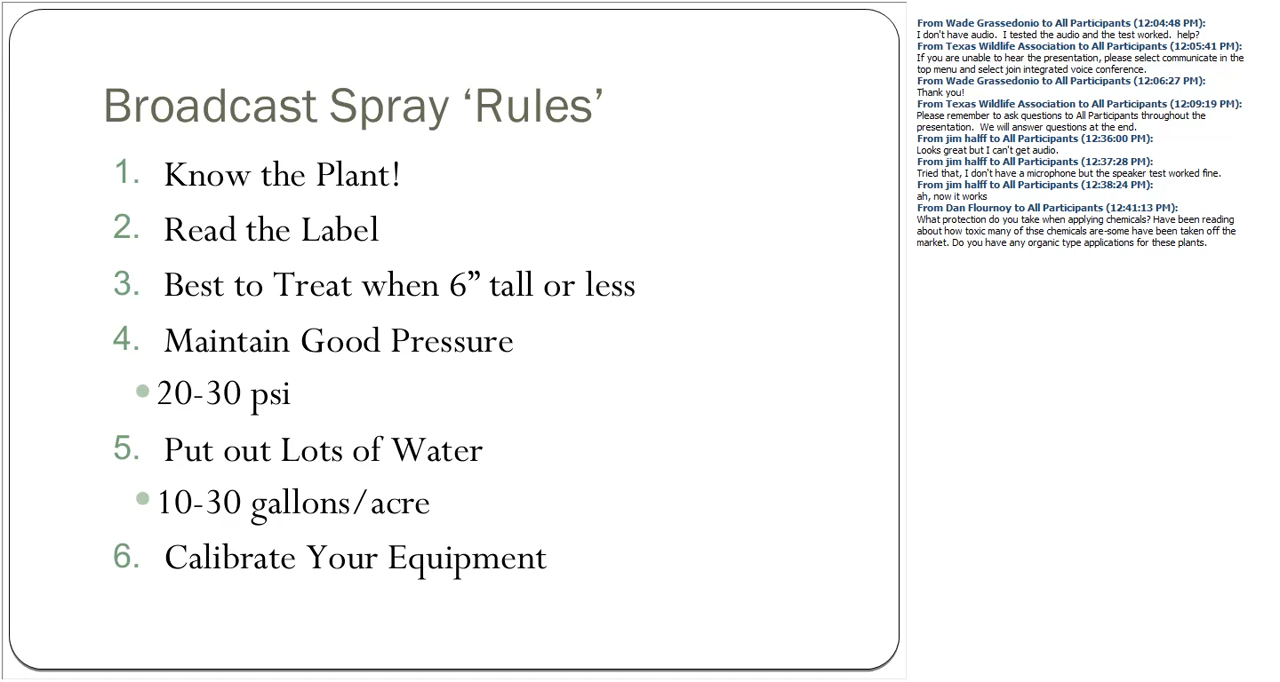 Broadcast Spray ‘Rules’
1. Know the Plant!
2. Read the Label
3. Best to Treat when 6” tall or less
4. Maintain Good Pressure
● 20-30 psi
5. Put out Lots of Water
● 10-30 gallons/acre
6. Calibrate Your Equipment
From Wade Grassedonio to All Participants (12:04:48 PM):
I don't have audio. I tested the audio and the test worked. help?
From Texas Wildlife Association to All Participants (12:05:41 PM):
If you are unable to hear the presentation, please select communicate in the
top menu and select join integrated voice conference.
From Wade Grassedonio to All Participants (12:06:27 PM):
Thank you!
From Texas Wildlife Association to All Participants (12:09:19 PM):
Please remember to ask questions to All Participants throughout the
presentation. We will answer questions at the end.
From jim halff to All Participants (12:36:00 PM):
Looks great but I can't get audio.
From jim halff to All Participants (12:37:28 PM):
Tried that, I don't have a microphone but the speaker test worked fine.
From jim halff to All Participants (12:38:24 PM):
ah, now it works
From Dan Flournoy to All Participants (12:41:13 PM):
What protection do you take when applying chemicals? Have been reading
about how toxic many of thse chemicals are-some have been taken off the
market. Do you have any organic type applications for these plants.